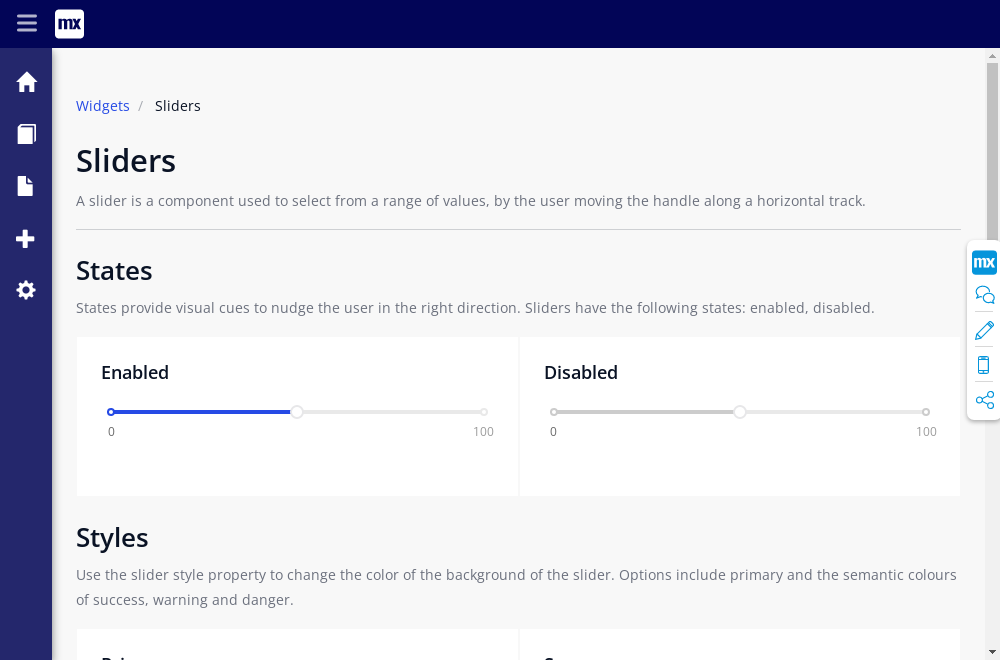 mx
Widgets / Sliders
Sliders
A slider is a component used to select from a range of values, by the user moving the handle along a horizontal track.
States
States provide visual cues to nudge the user in the right direction. Sliders have the following states: enabled, disabled.
mx
Enabled
0 100
Disabled
0 100
Styles
Use the slider style property to change the color of the background of the slider. Options include primary and the semantic colours
of success, warning and danger.